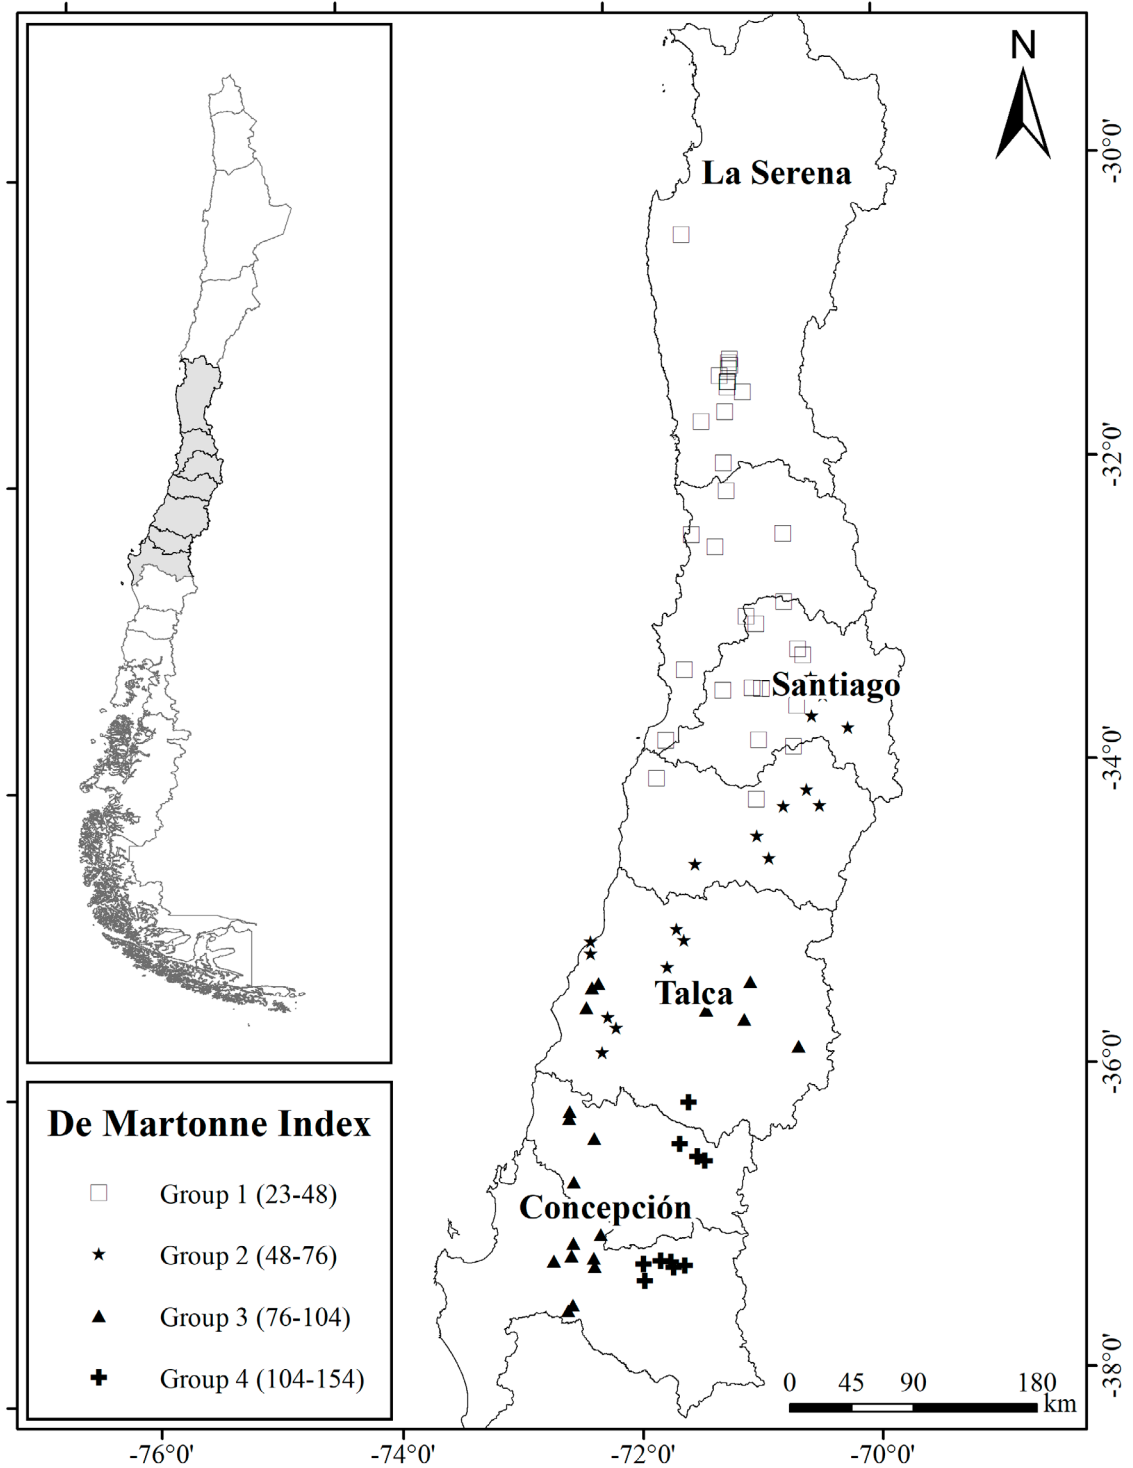 N
-30°0'
La Serena
-32°0'
Santiago
-34°0'
Talca
-36°0'
De Martonne Index
Group 1 (23-48)
Group 2 (48-76)
Group 3 (76-104)
Group 4 (104-154)
Concepción
-38°0'
0 45 90 180
km
-76°0' -74°0' -72°0' -70°0'